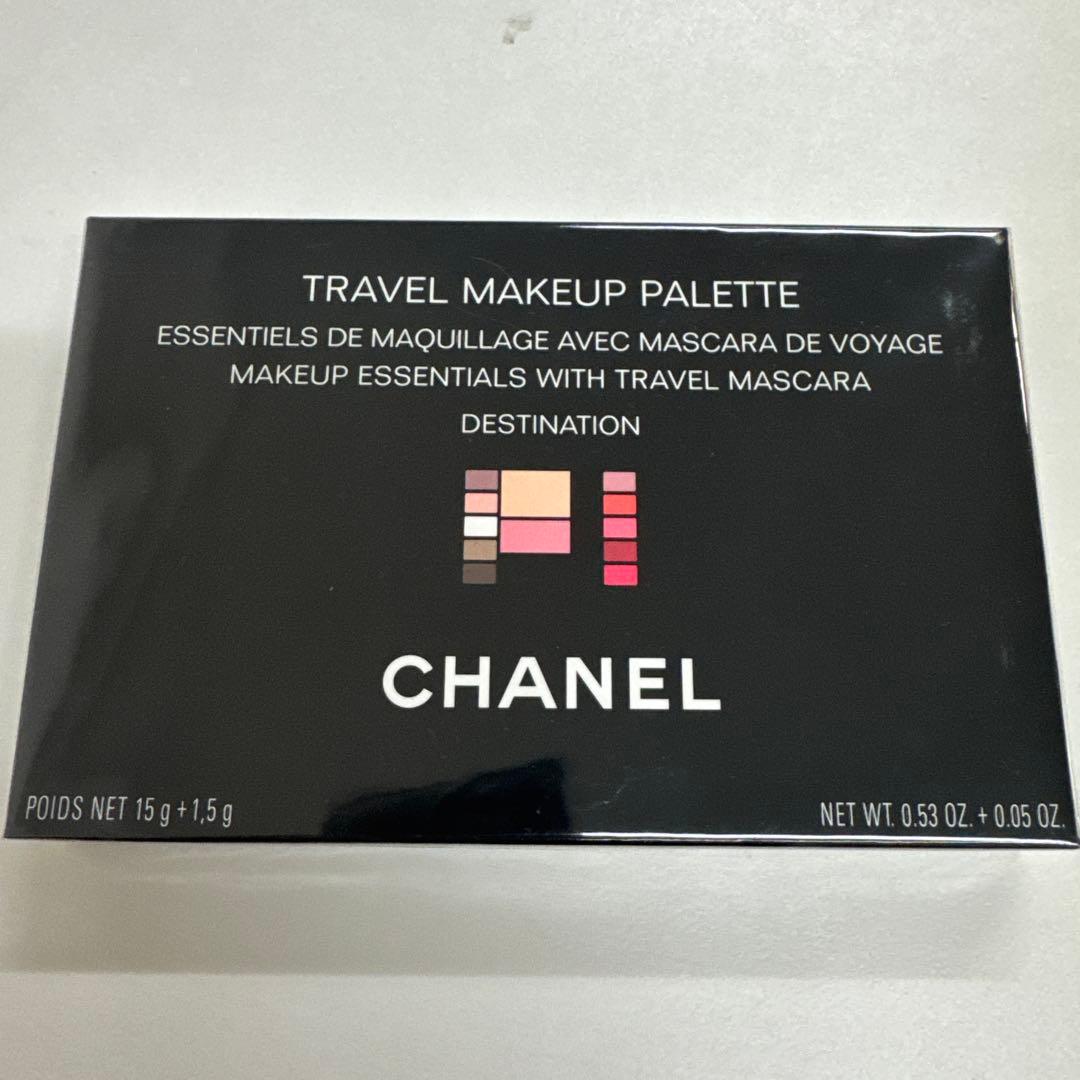 TRAVEL MAKEUP PALETTE
ESSENTIELS DE MAQUILLAGE AVEC MASCARA DE VOYAGE
MAKEUP ESSENTIALS WITH TRAVEL MASCARA
DESTINATION
CHANEL
POIDS NET 15 g + 1,5 g
NET WT. 0.53 OZ. + 0.05 OZ.